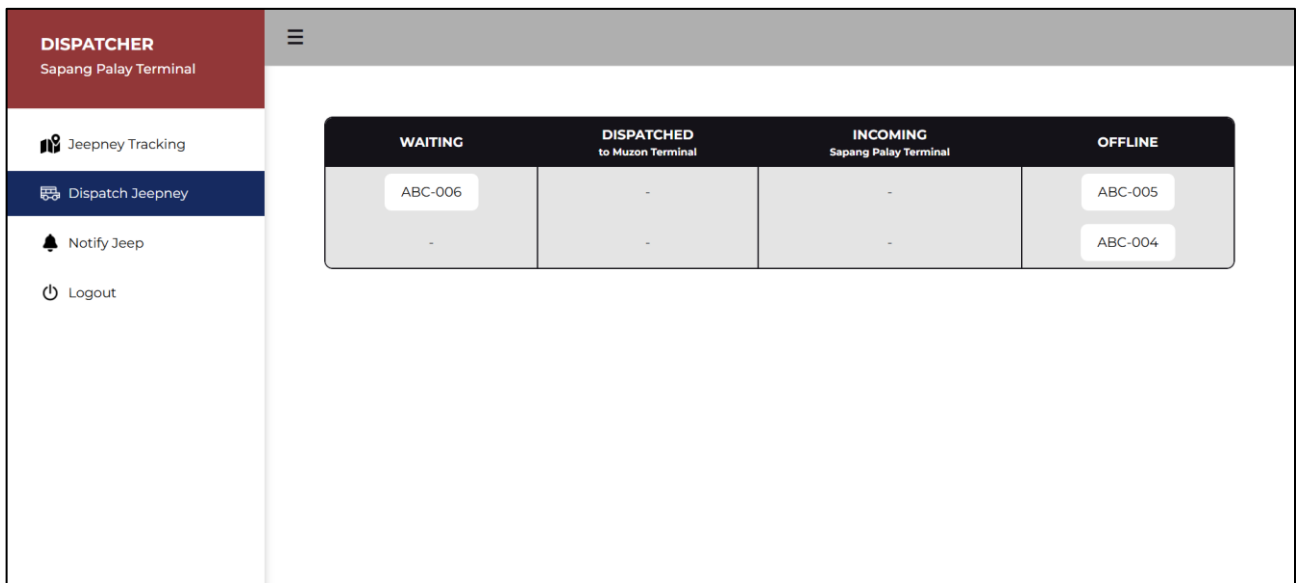 DISPATCHER
Sapang Palay Terminal
Jeepney Tracking
Dispatch Jeepney
Notify Jeep
Logout
WAITING DISPATCHED INCOMING OFFLINE
to Muzon Terminal Sapang Palay Terminal
ABC-006 - - ABC-005
- - - ABC-004